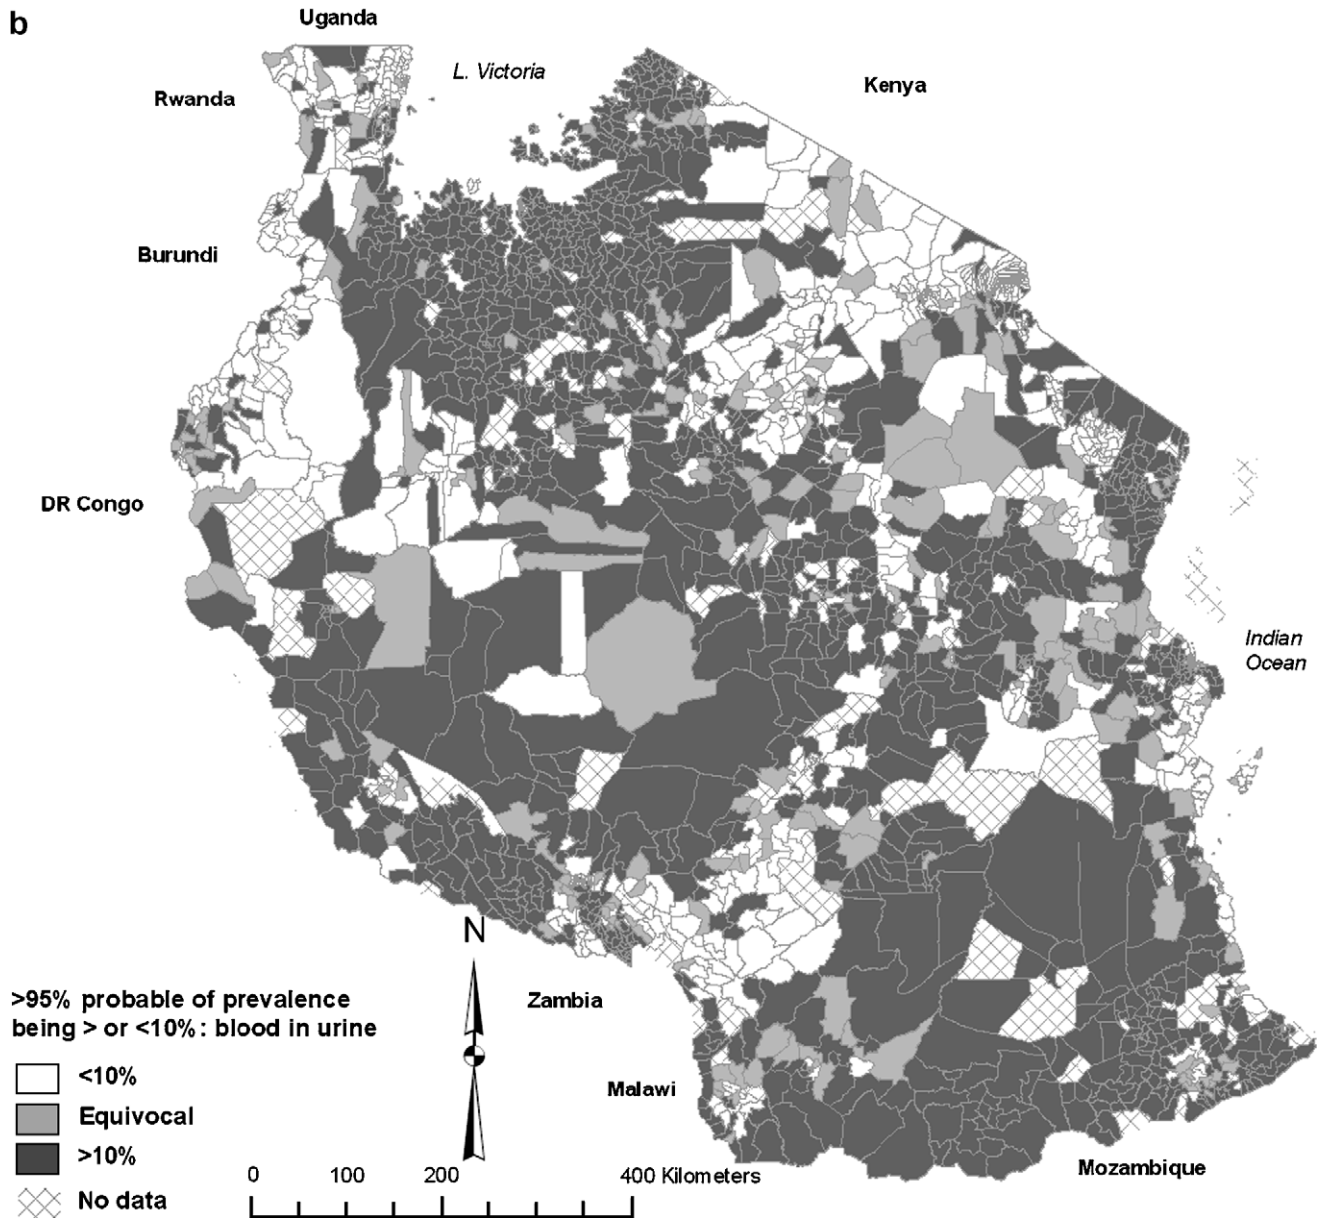 b
Uganda
L. Victoria
Kenya
Rwanda
Burundi
DR Congo
Indian
Ocean
N
Zambia
Malawi
Mozambique
>95% probable of prevalence
being > or <10%: blood in urine
<10%
Equivocal
>10%
No data
0 100 200 400 Kilometers